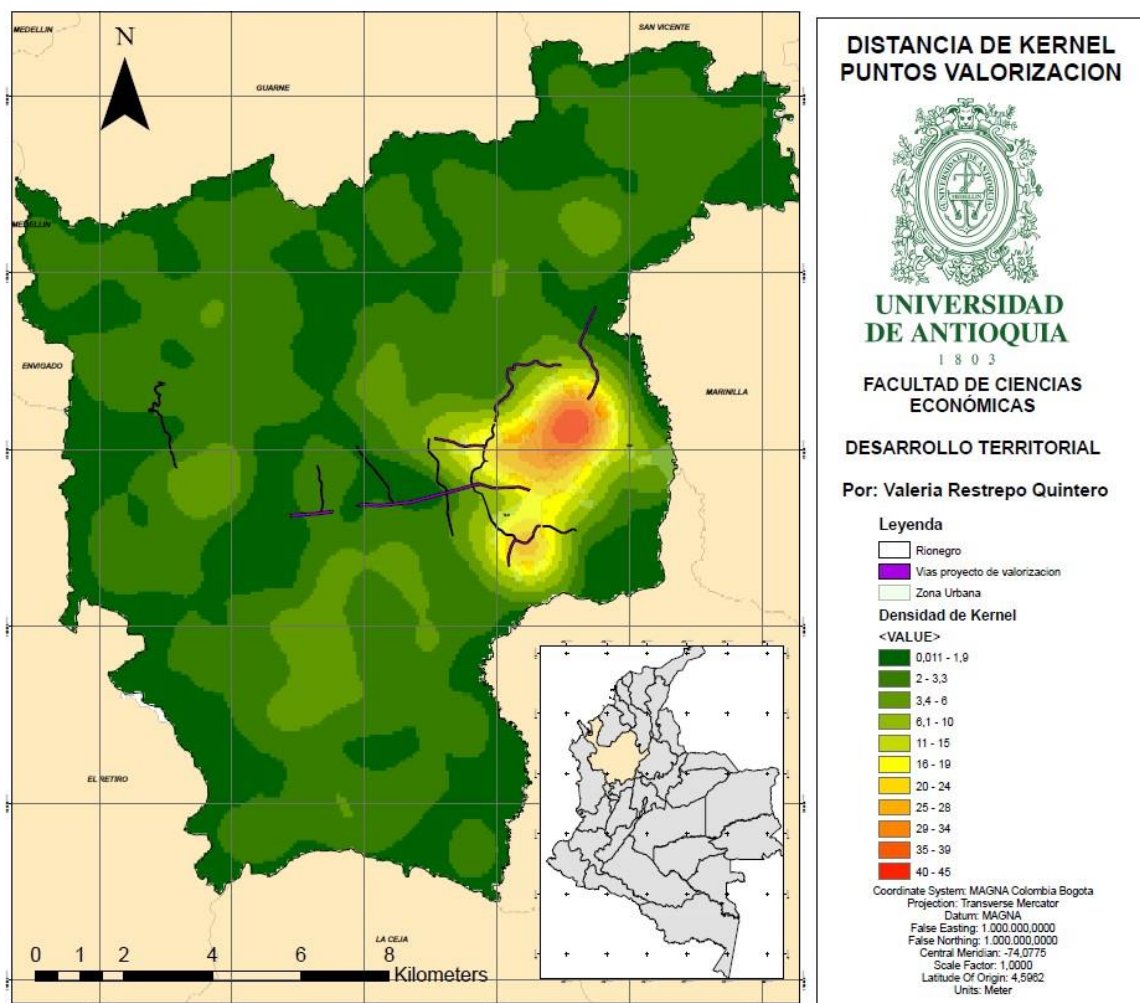 MEDELLIN
SAN VICENTE
N
GUARNE
MEDELLIN
ENVIGADO
MARINILLA
EL RETIRO
LA CEJA
0 1 2 4 6 8
Kilometers
DISTANCIA DE KERNEL
PUNTOS VALORIZACION
UNIVERSIDAD
DE ANTIOQUIA
1803
FACULTAD DE CIENCIAS
ECONÓMICAS
DESARROLLO TERRITORIAL
Por: Valeria Restrepo Quintero
Leyenda
Rionegro
Vias proyecto de valorizacion
Zona Urbana
Densidad de Kernel
<VALUE>
0,011 - 1,9
2 - 3,3
3,4 - 6
6,1 - 10
11 - 15
16 - 19
20 - 24
25 - 28
29 - 34
35 - 39
40 - 45
Coordinate System: MAGNA Colombia Bogota
Projection: Transverse Mercator
Datum: MAGNA
False Easting: 1.000.000,0000
False Northing: 1.000.000,0000
Central Meridian: -74,0775
Scale Factor: 1,0000
Latitude Of Origin: 4,5962
Units: Meter